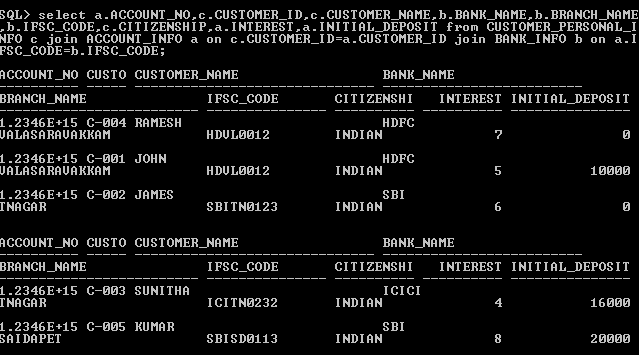 SQL> select a.ACCOUNT_NO,c.CUSTOMER_ID,c.CUSTOMER_NAME,b.BANK_NAME,b.BRANCH_NAME
,b.IFSC_CODE,c.CITIZENSHIP,a.INTEREST,a.INITIAL_DEPOSIT from CUSTOMER_PERSONAL_I
NFO c join ACCOUNT_INFO a on c.CUSTOMER_ID=a.CUSTOMER_ID join BANK_INFO b on a.I
FSC_CODE=b.IFSC_CODE;
ACCOUNT_NO CUSTO CUSTOMER_NAME BANK_NAME
BRANCH_NAME IFSC_CODE CITIZENSHI INTEREST INITIAL_DEPOSIT
1.2346E+15 C-004 RAMESH HDFC
VALASARAVAKKAM HDVL0012 INDIAN 7 0
1.2346E+15 C-001 JOHN HDFC
VALASARAVAKKAM HDVL0012 INDIAN 5 10000
1.2346E+15 C-002 JAMES SBI
TNAGAR SBITN0123 INDIAN 6 0
ACCOUNT_NO CUSTO CUSTOMER_NAME BANK_NAME
BRANCH_NAME IFSC_CODE CITIZENSHI INTEREST INITIAL_DEPOSIT
1.2346E+15 C-003 SUNITHA ICICI
TNAGAR ICITN0232 INDIAN 4 16000
1.2346E+15 C-005 KUMAR SBI
SAIDAPET SBISD0113 INDIAN 8 20000